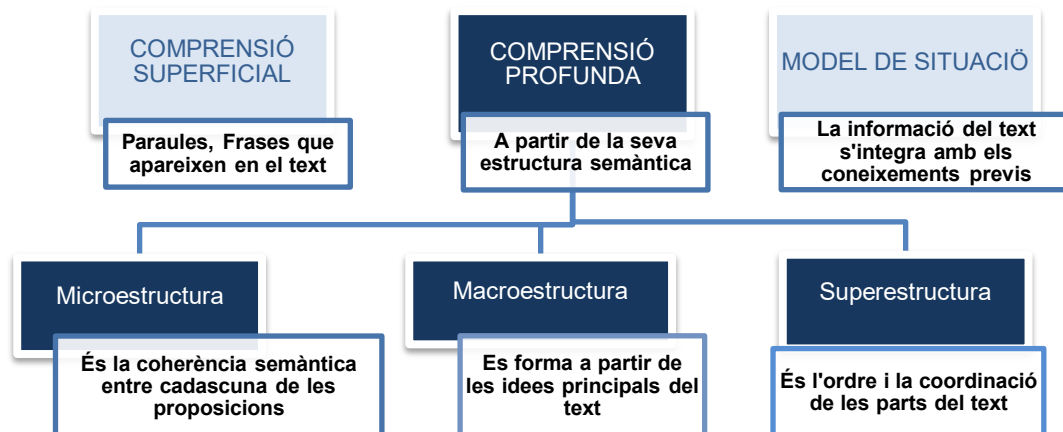 COMPRENSIÓ
SUPERFICIAL
Paraules, Frases que
apareixen en el text
COMPRENSIÓ
PROFUNDA
A partir de la seva
estructura semàntica
MODEL DE SITUACIÖ
La informació del text
s'integra amb els
coneixements previs
Microestructura
És la coherència semàntica
entre cadascuna de les
proposicions
Macroestructura
Es forma a partir de
les idees principals del
text
Superestructura
És l'ordre i la coordinació
de les parts del text